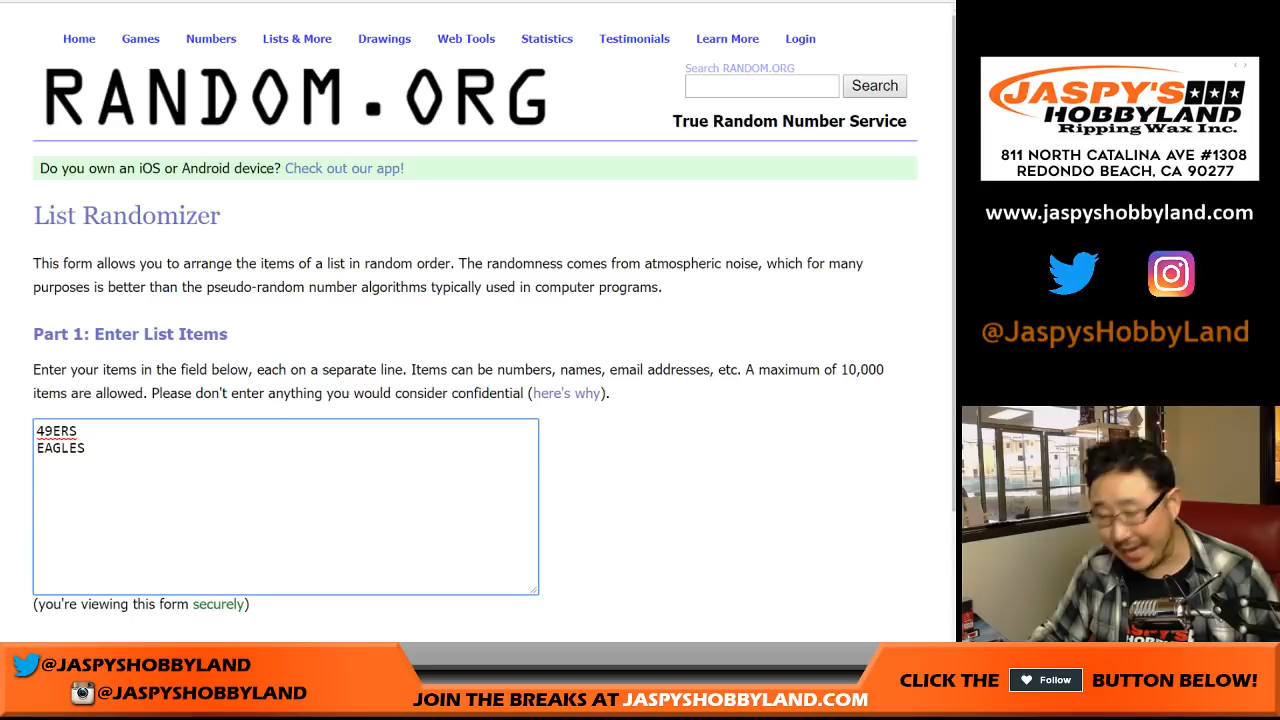 Home Games Numbers Lists & More Drawings Web Tools Statistics Testimonials Learn More Login
RANDOM.ORG
Search RANDOM.ORG
Search
True Random Number Service
Do you own an iOS or Android device? Check out our app!
List Randomizer
This form allows you to arrange the items of a list in random order. The randomness comes from atmospheric noise, which for many
purposes is better than the pseudo-random number algorithms typically used in computer programs.
Part 1: Enter List Items
Enter your items in the field below, each on a separate line. Items can be numbers, names, email addresses, etc. A maximum of 10,000
items are allowed. Please don't enter anything you would consider confidential (here's why).
49ERS
EAGLES
(you're viewing this form securely)
JASPY'S
HOBBYLAND
Ripping Wax Inc.
811 NORTH CATALINA AVE #1308
REDONDO BEACH, CA 90277
www.jaspyshobbyland.com
@JaspysHobbyLand
JASPY'S
@JASPYSHOBBYLAND
@JASPYSHOBBYLAND
JOIN THE BREAKS AT JASPYSHOBBYLAND.COM
CLICK THE Follow BUTTON BELOW!